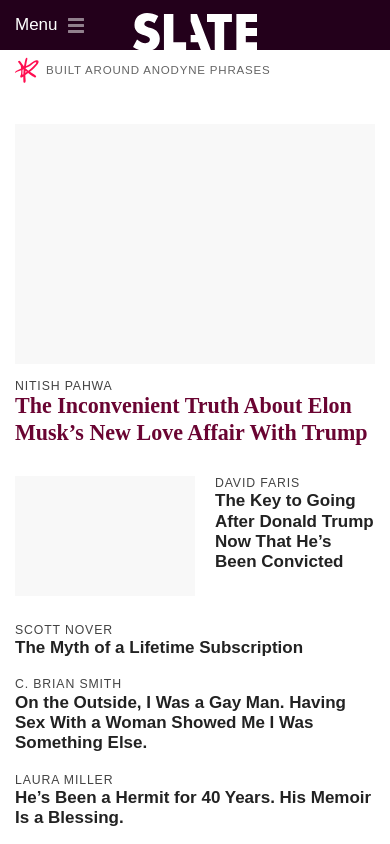 Menu
SLATE
BUILT AROUND ANODYNE PHRASES
NITISH PAHWA
The Inconvenient Truth About Elon
Musk’s New Love Affair With Trump
DAVID FARIS
The Key to Going
After Donald Trump
Now That He’s
Been Convicted
SCOTT NOVER
The Myth of a Lifetime Subscription
C. BRIAN SMITH
On the Outside, I Was a Gay Man. Having
Sex With a Woman Showed Me I Was
Something Else.
LAURA MILLER
He’s Been a Hermit for 40 Years. His Memoir
Is a Blessing.